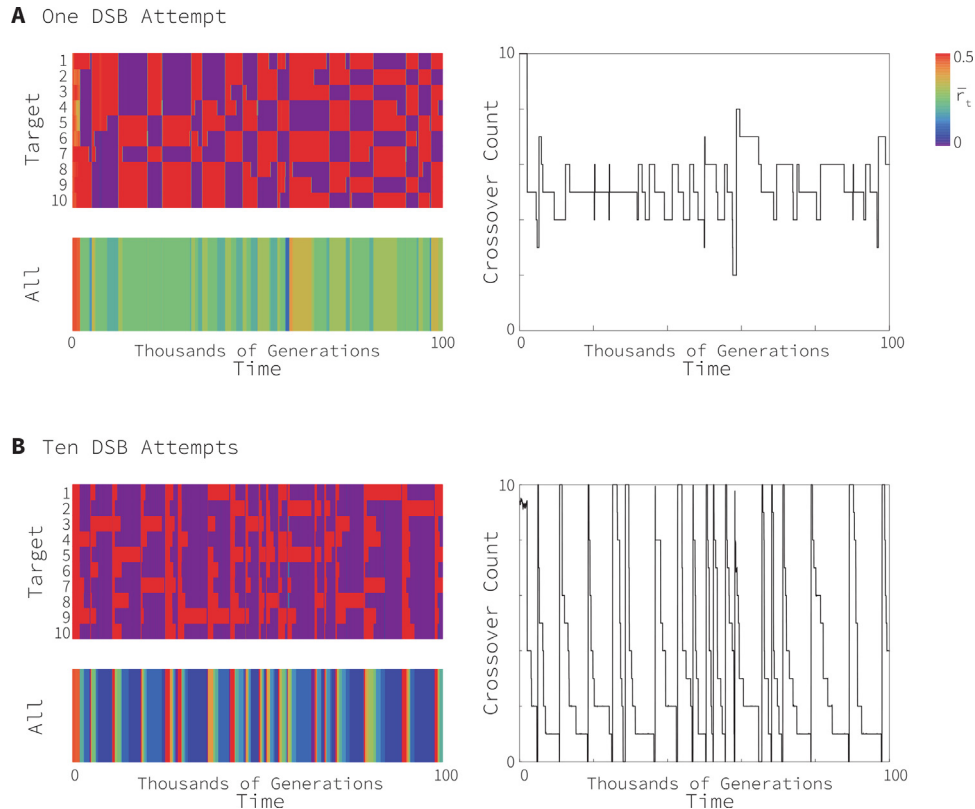 A One DSB Attempt
Target
1
2
3
4
5
6
7
8
9
10
All
0
100
Thousands of Generations
Time
Crossover Count
10
0
0
100
Thousands of Generations
Time
0.5
r̄ t
0
B Ten DSB Attempts
Target
1
2
3
4
5
6
7
8
9
10
All
0
100
Thousands of Generations
Time
Crossover Count
10
0
0
100
Thousands of Generations
Time